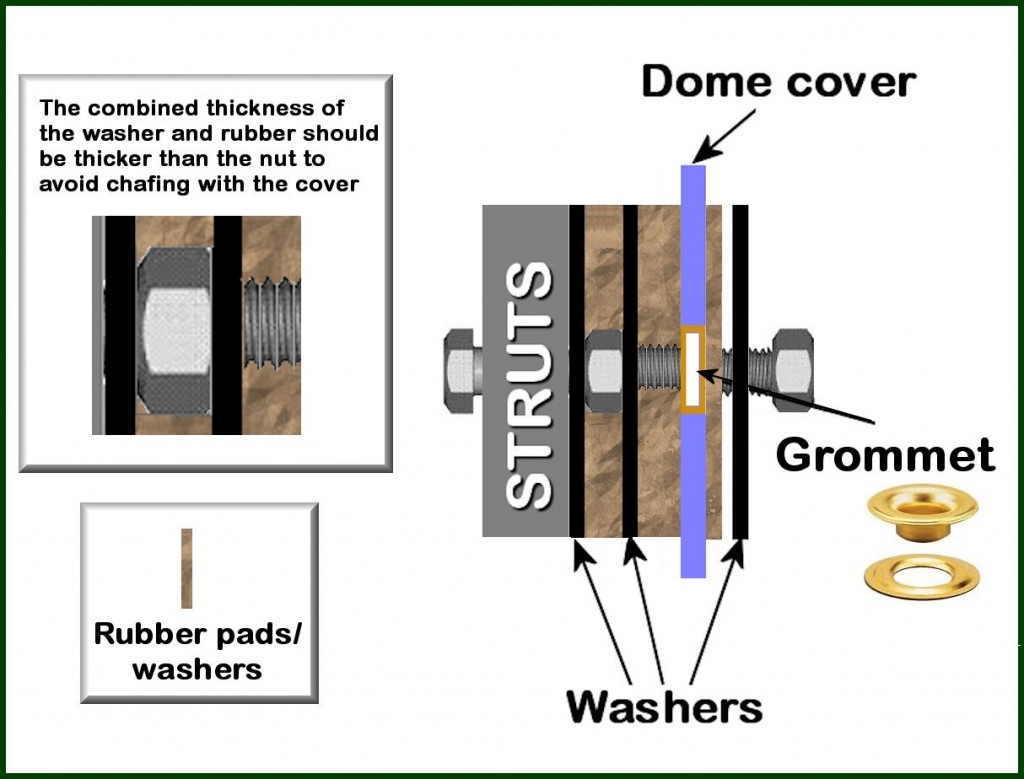 The combined thickness of
the washer and rubber should
be thicker than the nut to
avoid chafing with the cover
Rubber pads/
washers
Dome cover
STRUTS
Grommet
Washers